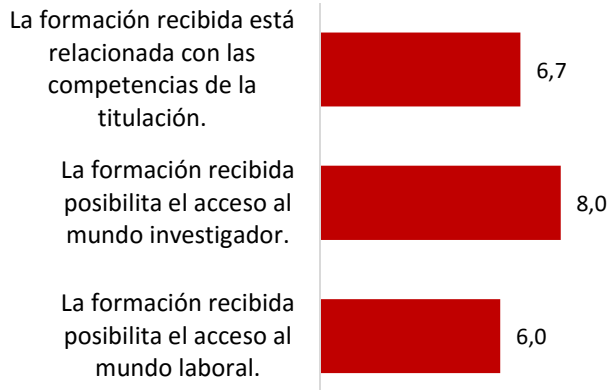 La formación recibida está
relacionada con las
competencias de la
titulación.
6,7
La formación recibida
posibilita el acceso al
mundo investigador.
8,0
La formación recibida
posibilita el acceso al
mundo laboral.
6,0